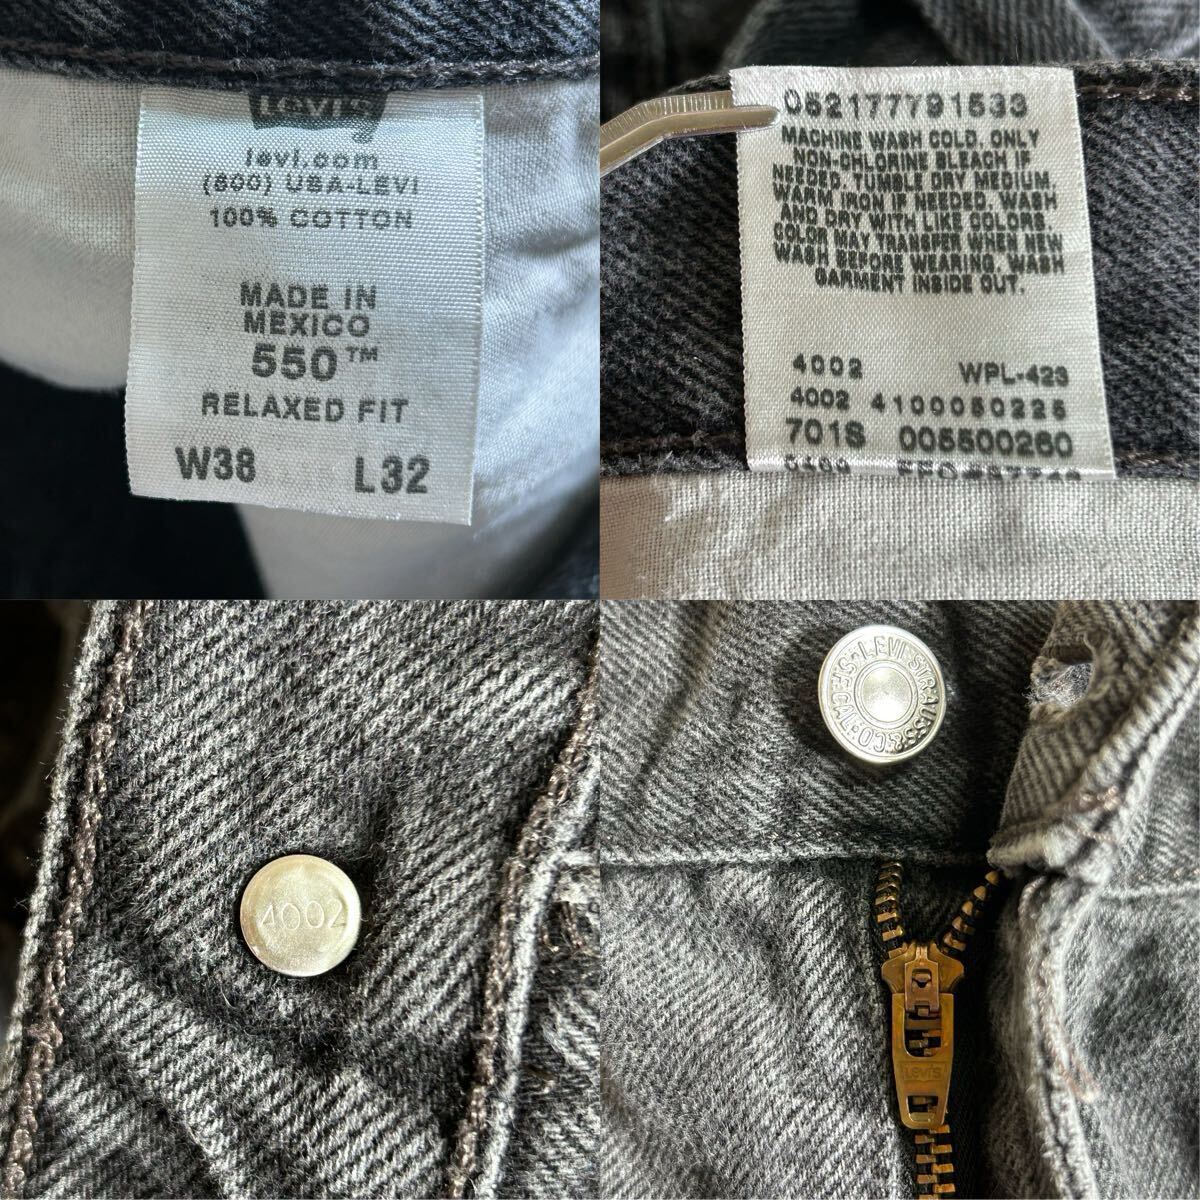 LEVI'S
levi.com
(800) USA-LEVI
100% COTTON
MADE IN
MEXICO
550™
RELAXED FIT
W38 L32
052177791533
MACHINE WASH COLD. ONLY
NON-CHLORINE BLEACH IF
NEEDED. TUMBLE DRY MEDIUM.
WARM IRON IF NEEDED. WASH
AND DRY WITH LIKE COLORS
COLOR MAY TRANSFER WHEN NEW
WASH BEFORE WEARING. WASH
GARMENT INSIDE OUT.
4002 WPL-423
4002 4100050225
701S 005500260
4002
LEVI STRAUSS & CO
LEVI'S